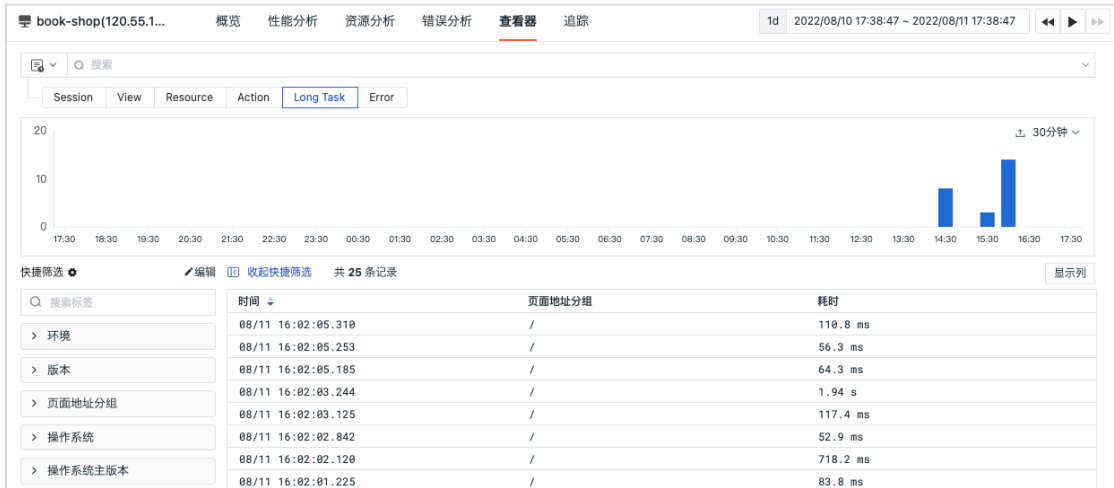 book-shop(120.55.1... 概览 性能分析 资源分析 错误分析 查看器 追踪 1d 2022/08/10 17:38:47 ~ 2022/08/11 17:38:47
搜索
Session View Resource Action Long Task Error
20 30分钟
10
0
17:30 18:30 19:30 20:30 21:30 22:30 23:30 00:30 01:30 02:30 03:30 04:30 05:30 06:30 07:30 08:30 09:30 10:30 11:30 12:30 13:30 14:30 15:30 16:30 17:30
快捷筛选 编辑 收起快捷筛选 共 25 条记录 显示列
搜索标签
时间 页面地址分组 耗时
08/11 16:02:05.310 / 110.8 ms
环境
08/11 16:02:05.253 / 56.3 ms
版本
08/11 16:02:05.185 / 64.3 ms
08/11 16:02:03.244 / 1.94 s
页面地址分组
08/11 16:02:03.125 / 117.4 ms
操作系统
08/11 16:02:02.842 / 52.9 ms
08/11 16:02:02.120 / 718.2 ms
操作系统主版本
08/11 16:02:01.225 / 83.8 ms